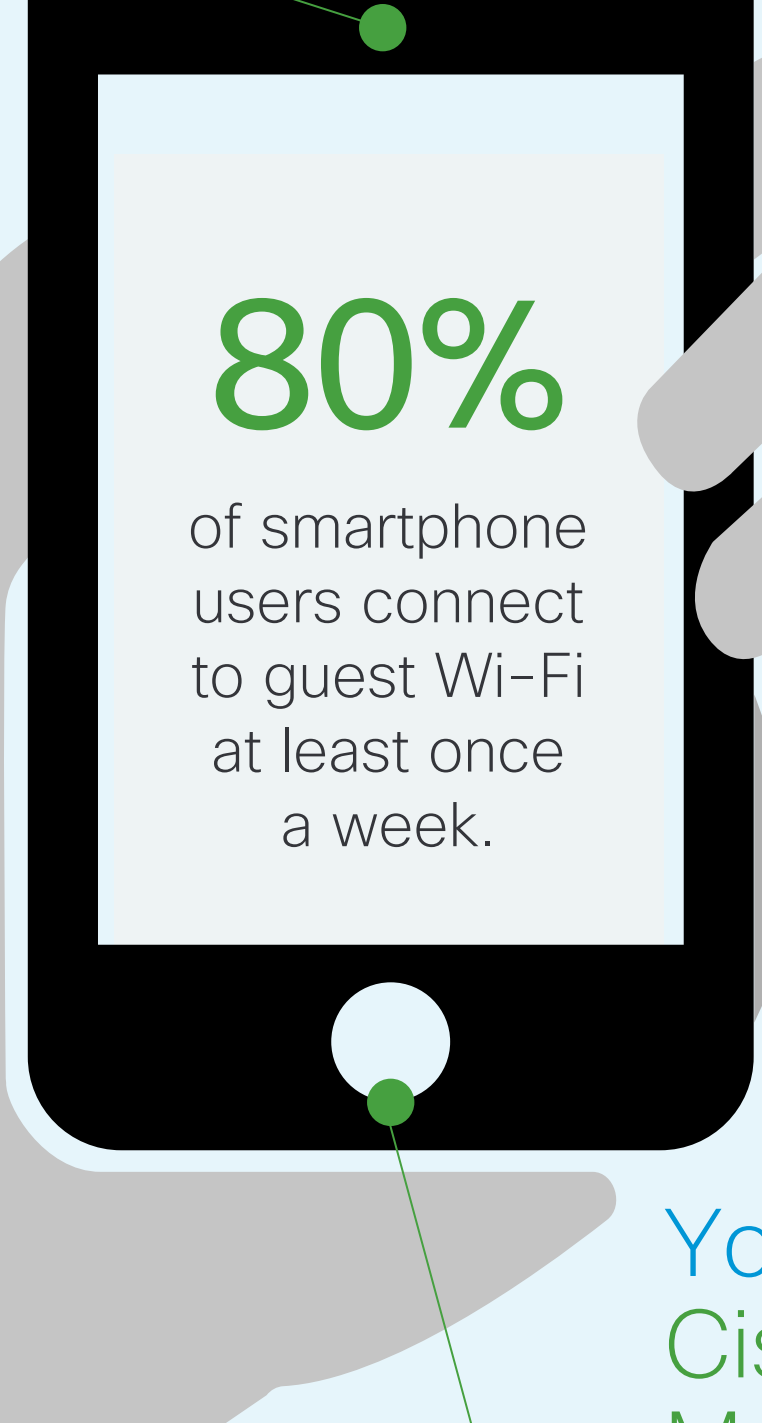 80%
of smartphone
users connect
to guest Wi-Fi
at least once
a week.